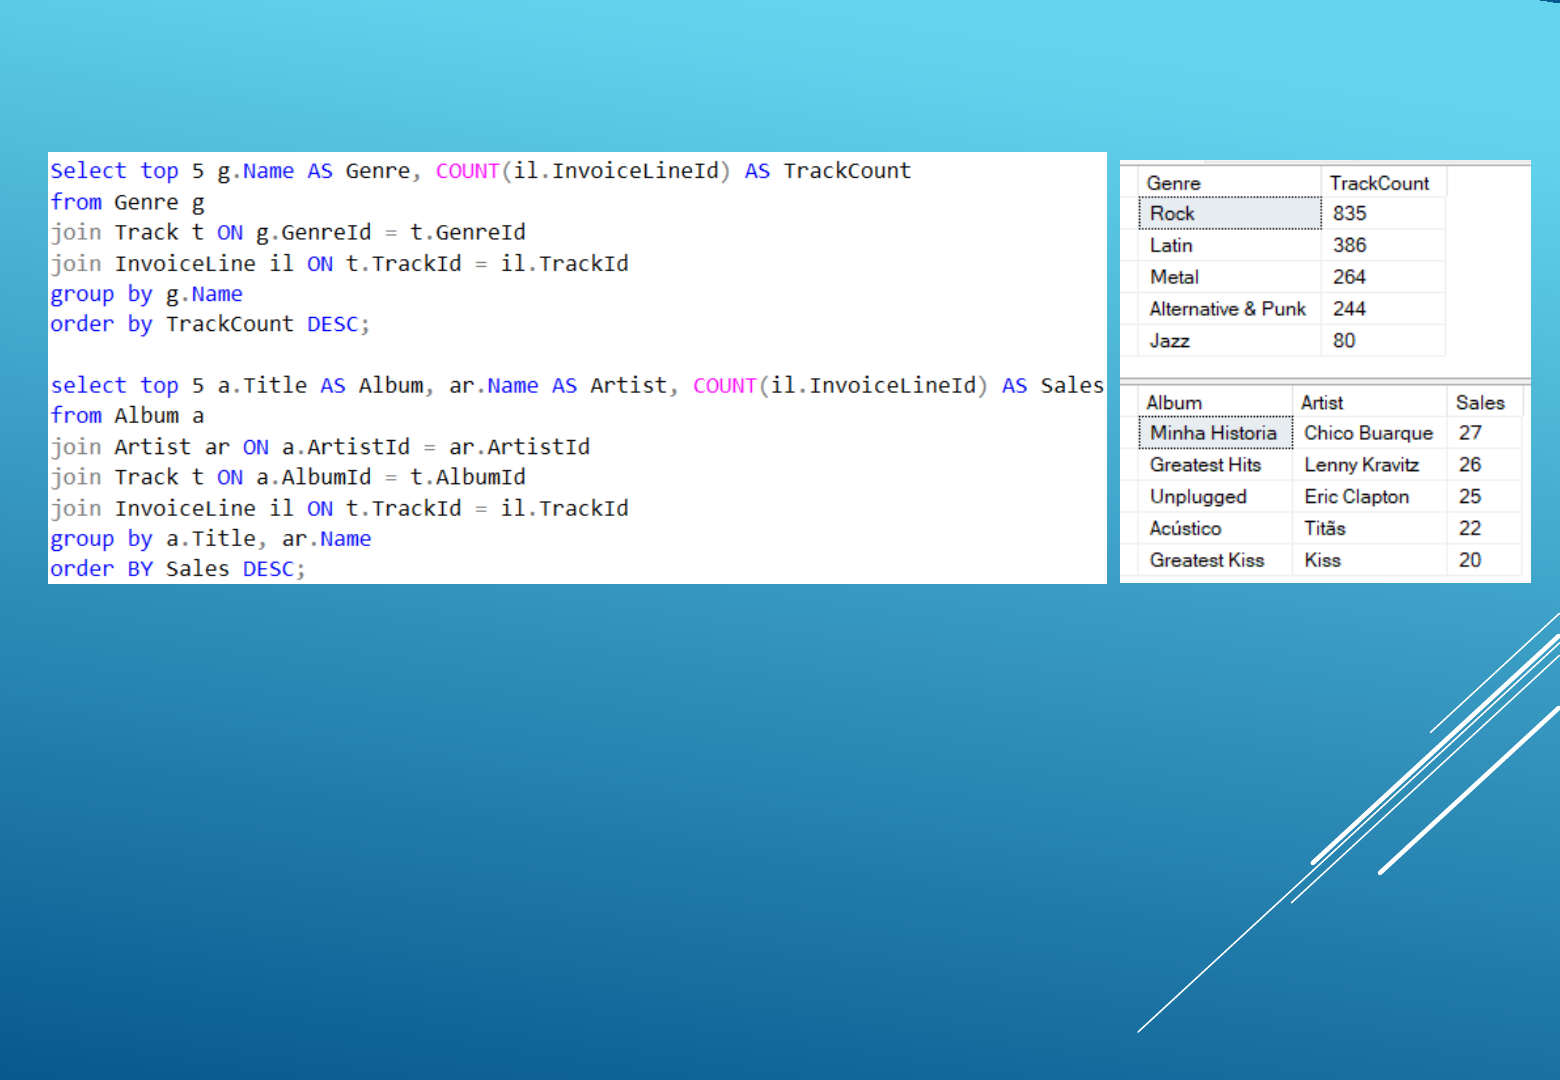 Select top 5 g.Name AS Genre, COUNT(il.InvoiceLineId) AS TrackCount
from Genre g
join Track t ON g.GenreId = t.GenreId
join InvoiceLine il ON t.TrackId = il.TrackId
group by g.Name
order by TrackCount DESC;
select top 5 a.Title AS Album, ar.Name AS Artist, COUNT(il.InvoiceLineId) AS Sales
from Album a
join Artist ar ON a.ArtistId = ar.ArtistId
join Track t ON a.AlbumId = t.AlbumId
join InvoiceLine il ON t.TrackId = il.TrackId
group by a.Title, ar.Name
order BY Sales DESC;
Genre TrackCount
Rock 835
Latin 386
Metal 264
Alternative & Punk 244
Jazz 80
Album Artist Sales
Minha Historia Chico Buarque 27
Greatest Hits Lenny Kravitz 26
Unplugged Eric Clapton 25
Acústico Titãs 22
Greatest Kiss Kiss 20